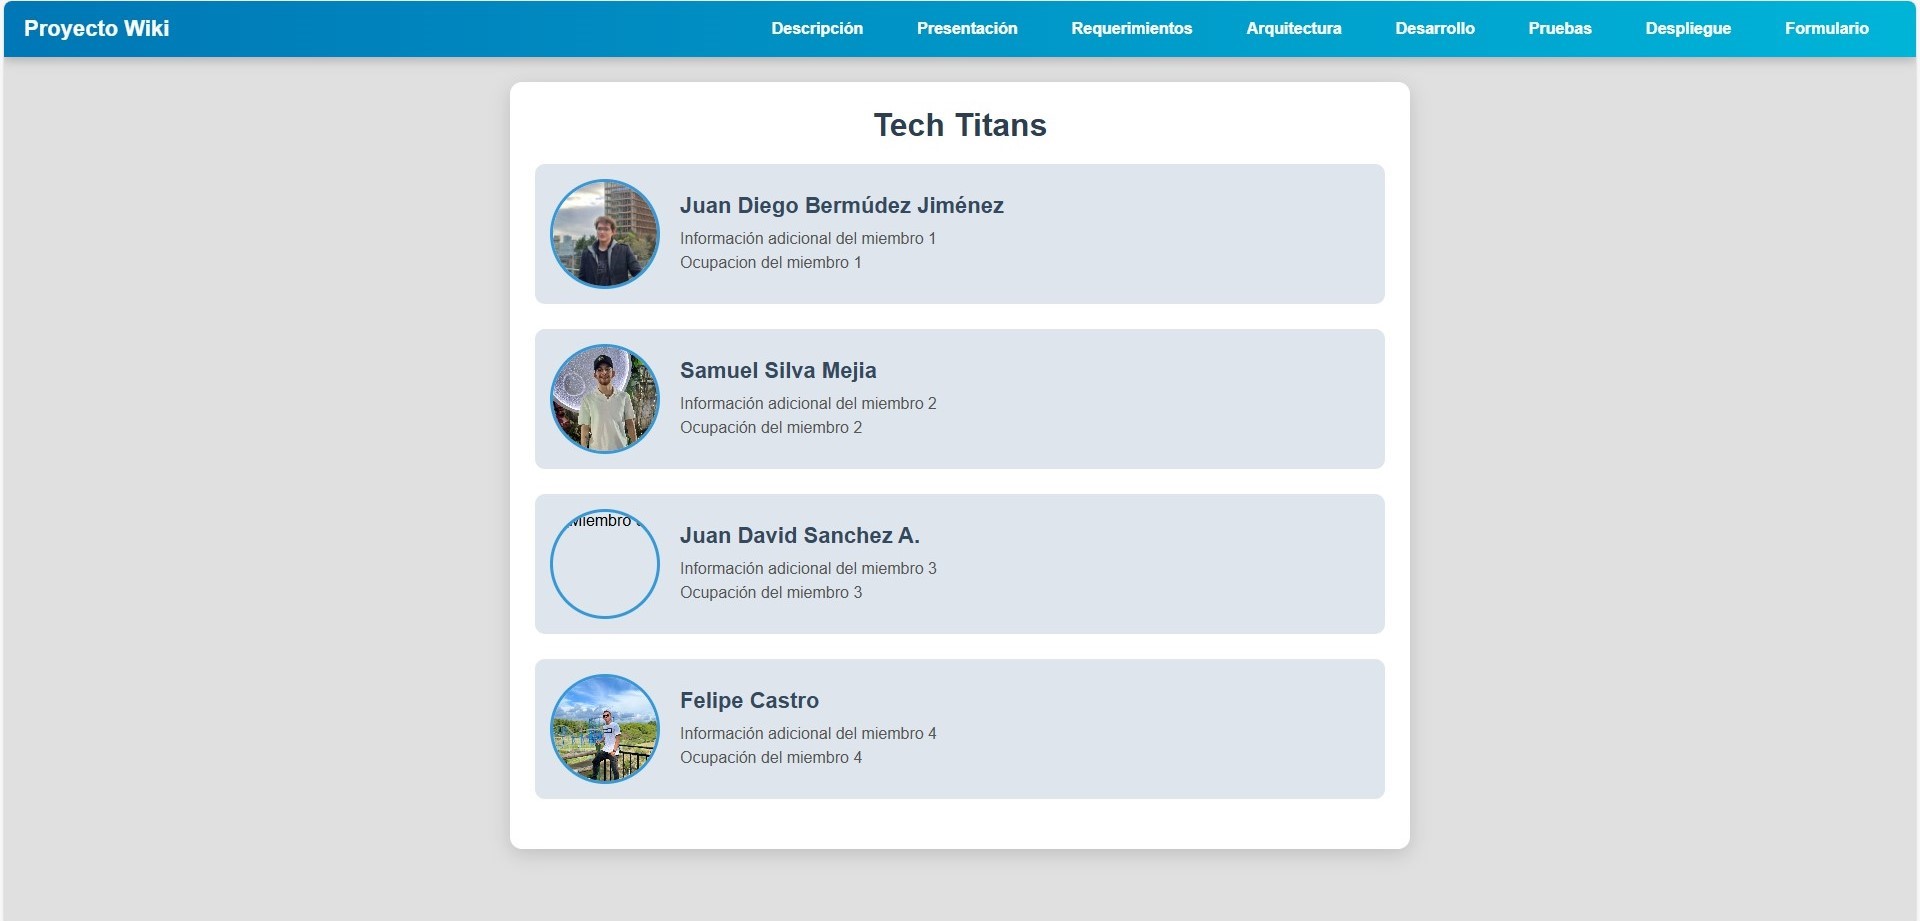 Proyecto Wiki
Descripción Presentación Requerimientos Arquitectura Desarrollo Pruebas Despliegue Formulario
Tech Titans
Juan Diego Bermúdez Jiménez
Información adicional del miembro 1
Ocupacion del miembro 1
Samuel Silva Mejia
Información adicional del miembro 2
Ocupación del miembro 2
Miembro
Juan David Sanchez A.
Información adicional del miembro 3
Ocupación del miembro 3
Felipe Castro
Información adicional del miembro 4
Ocupación del miembro 4